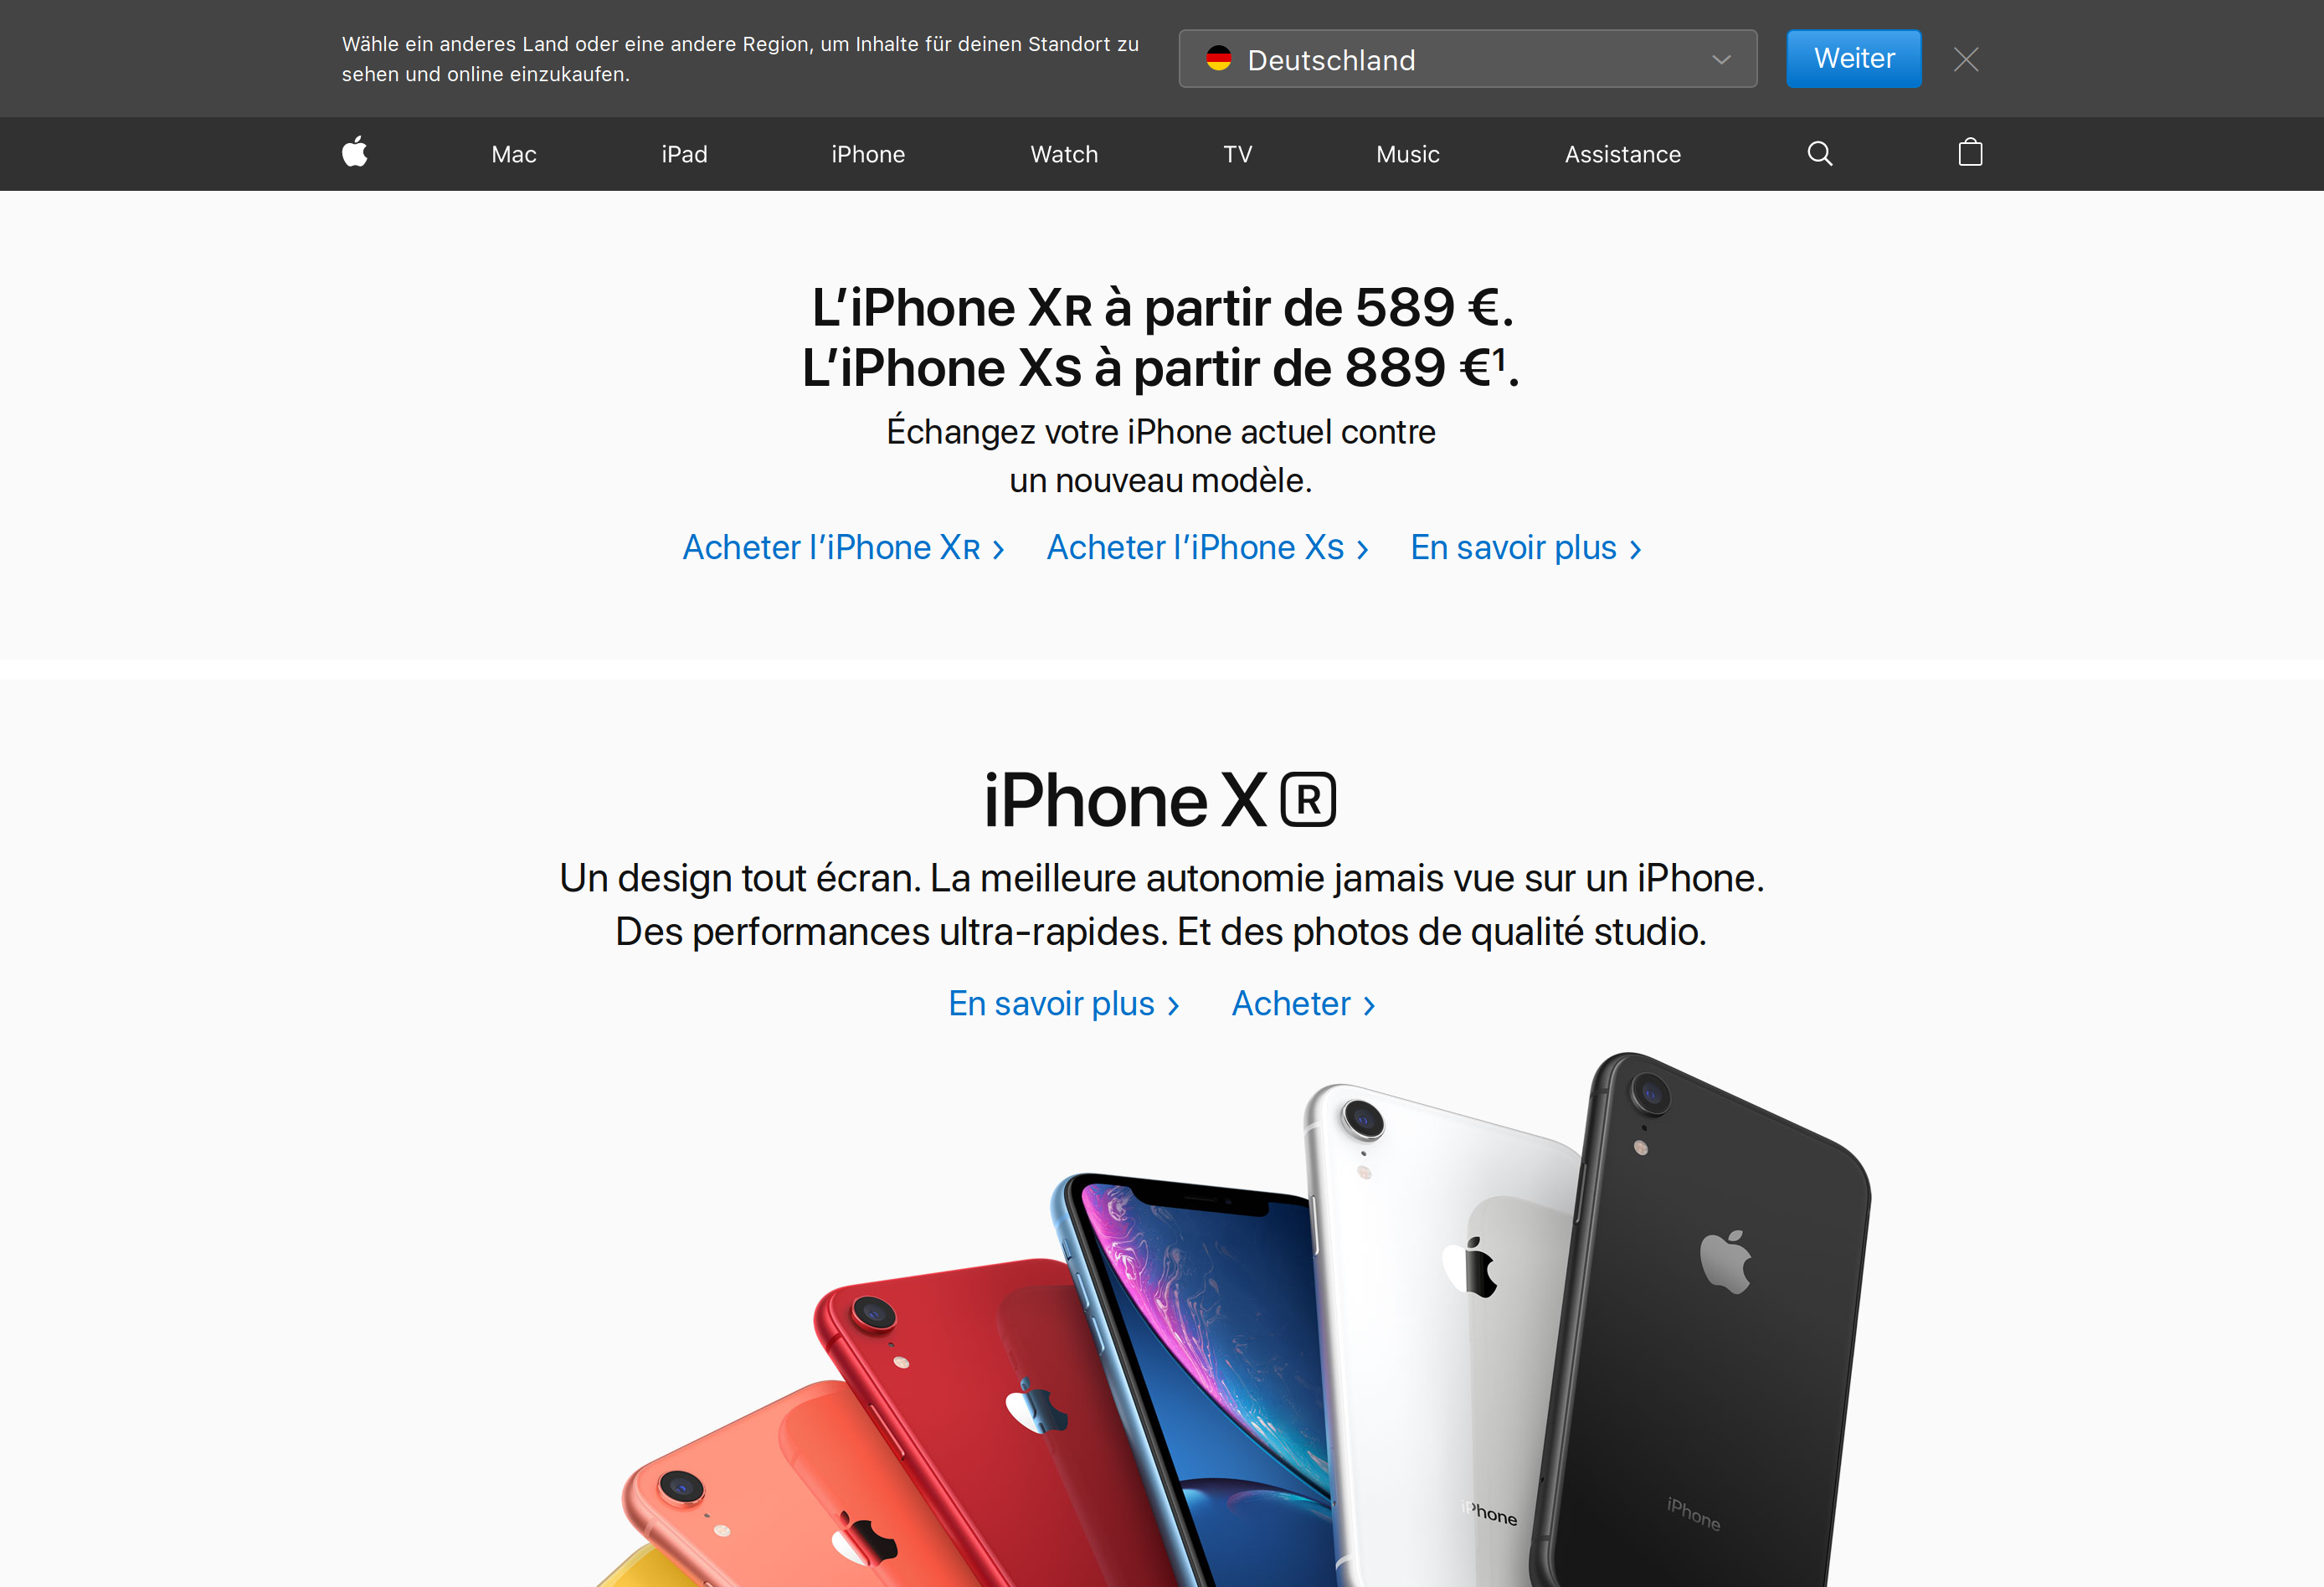 Wähle ein anderes Land oder eine andere Region, um Inhalte für deinen Standort zu
sehen und online einzukaufen.
Deutschland
Weiter
Mac iPad iPhone Watch TV Music Assistance
L’iPhone XR à partir de 589 €.
L’iPhone XS à partir de 889 €¹.
Échangez votre iPhone actuel contre
un nouveau modèle.
Acheter l’iPhone XR > Acheter l’iPhone XS > En savoir plus >
iPhone X R
Un design tout écran. La meilleure autonomie jamais vue sur un iPhone.
Des performances ultra-rapides. Et des photos de qualité studio.
En savoir plus > Acheter >
iPhone
iPhone